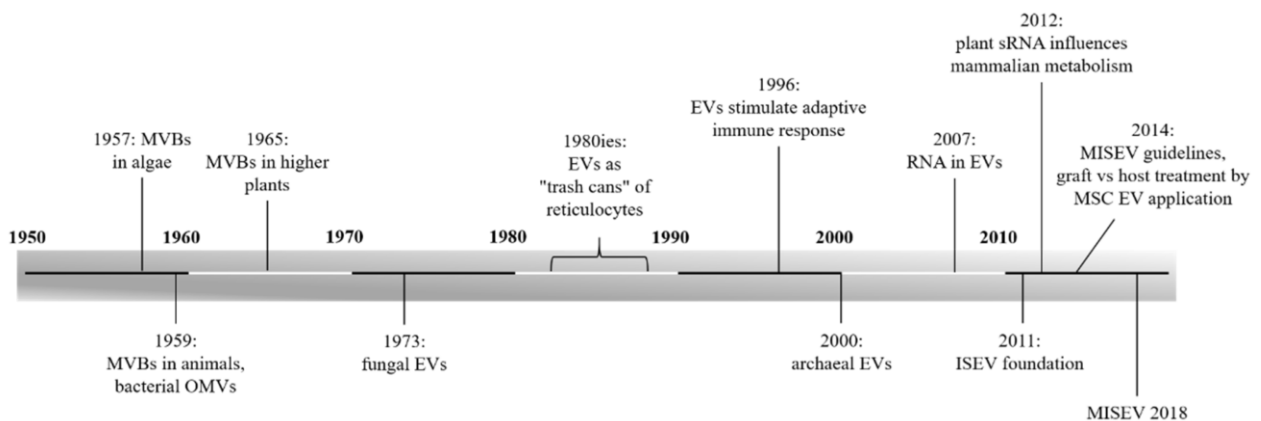 2012:
plant sRNA influences
mammalian metabolism
1996:
EVs stimulate adaptive
immune response
1957: MVBs
in algae
1965:
MVBs in higher
plants
1980ies:
EVs as
"trash cans" of
reticulocytes
2007:
RNA in EVs
2014:
MISEV guidelines,
graft vs host treatment by
MSC EV application
1950 1960 1970 1980 1990 2000 2010
1959:
MVBs in animals,
bacterial OMVs
1973:
fungal EVs
2000:
archaeal EVs
2011:
ISEV foundation
MISEV 2018